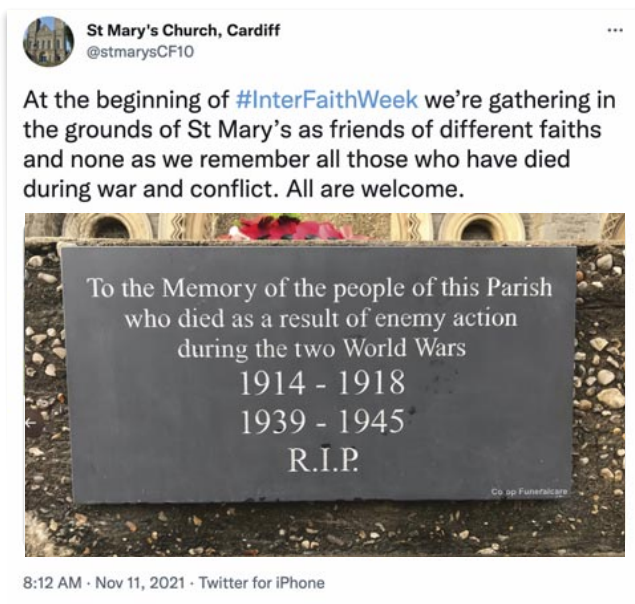 St Mary's Church, Cardiff
@stmarysCF10
At the beginning of #InterFaithWeek we're gathering in
the grounds of St Mary's as friends of different faiths
and none as we remember all those who have died
during war and conflict. All are welcome.
To the Memory of the people of this Parish
who died as a result of enemy action
during the two World Wars
1914 - 1918
1939 - 1945
R.I.P.
Co op Funeralcare
8:12 AM · Nov 11, 2021 · Twitter for iPhone